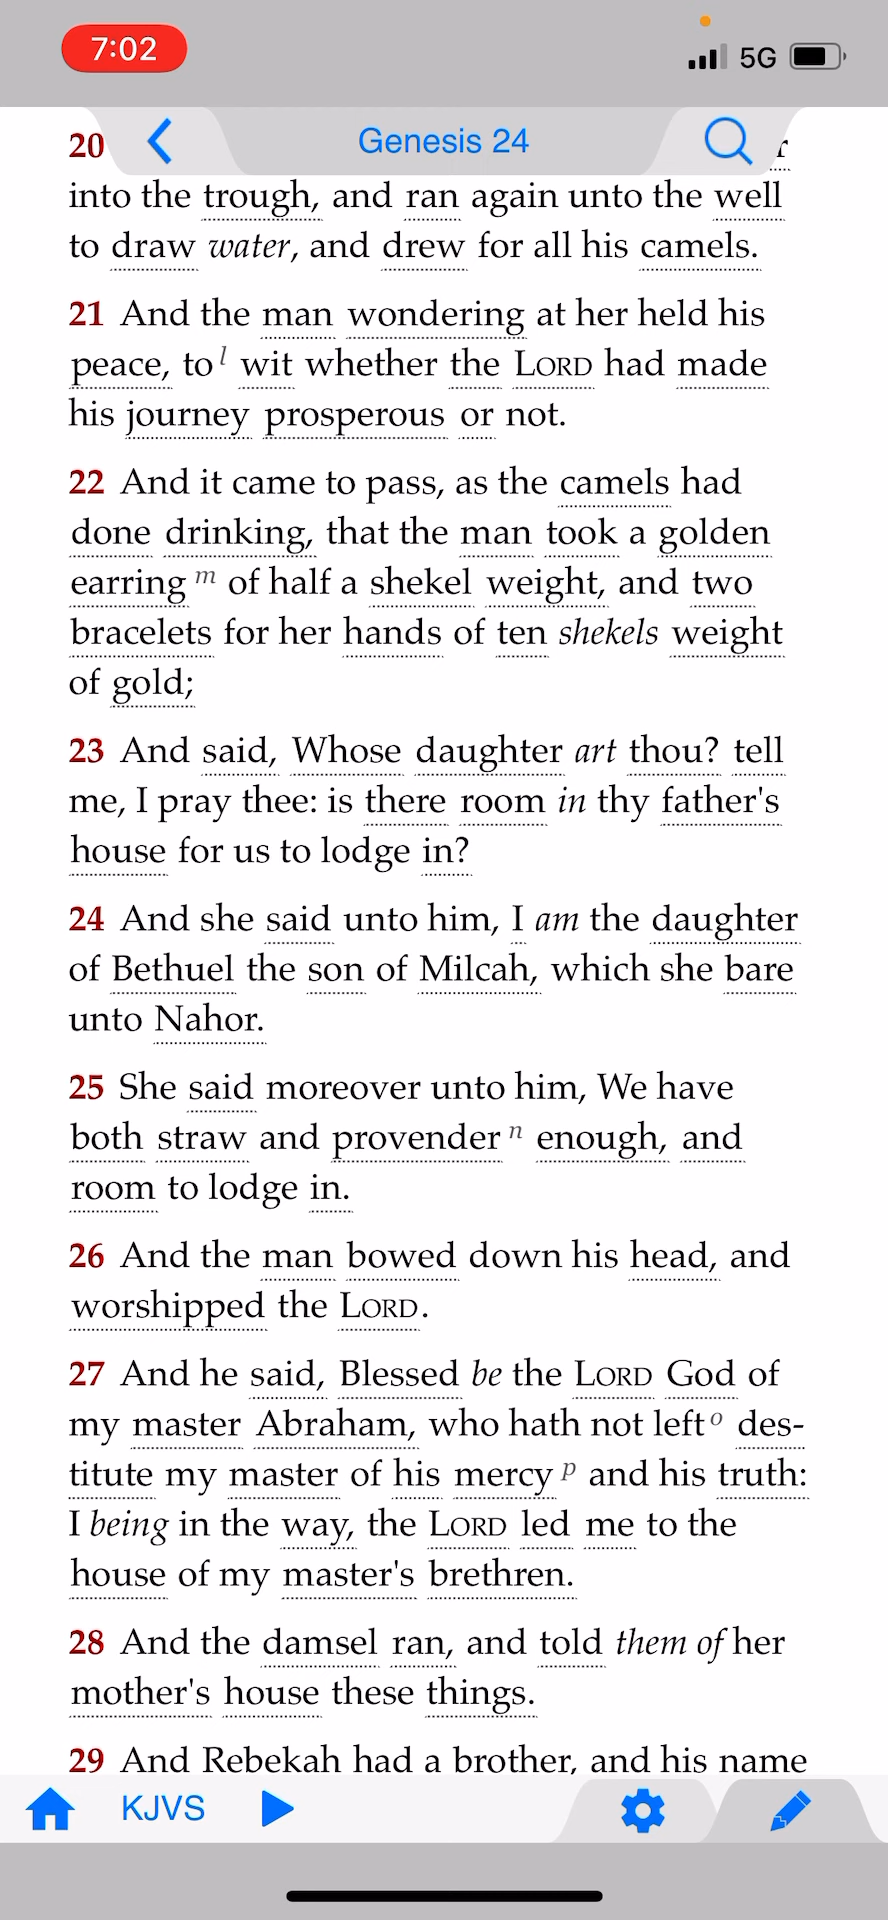 7:02
5G
Genesis 24
20
into the trough, and ran again unto the well
to draw water, and drew for all his camels.
21 And the man wondering at her held his
peace, to l wit whether the LORD had made
his journey prosperous or not.
22 And it came to pass, as the camels had
done drinking, that the man took a golden
earring m of half a shekel weight, and two
bracelets for her hands of ten shekels weight
of gold;
23 And said, Whose daughter art thou? tell
me, I pray thee: is there room in thy father's
house for us to lodge in?
24 And she said unto him, I am the daughter
of Bethuel the son of Milcah, which she bare
unto Nahor.
25 She said moreover unto him, We have
both straw and provender n enough, and
room to lodge in.
26 And the man bowed down his head, and
worshipped the LORD.
27 And he said, Blessed be the LORD God of
my master Abraham, who hath not left o des-
titute my master of his mercy p and his truth:
I being in the way, the LORD led me to the
house of my master's brethren.
28 And the damsel ran, and told them of her
mother's house these things.
29 And Rebekah had a brother, and his name
KJVS